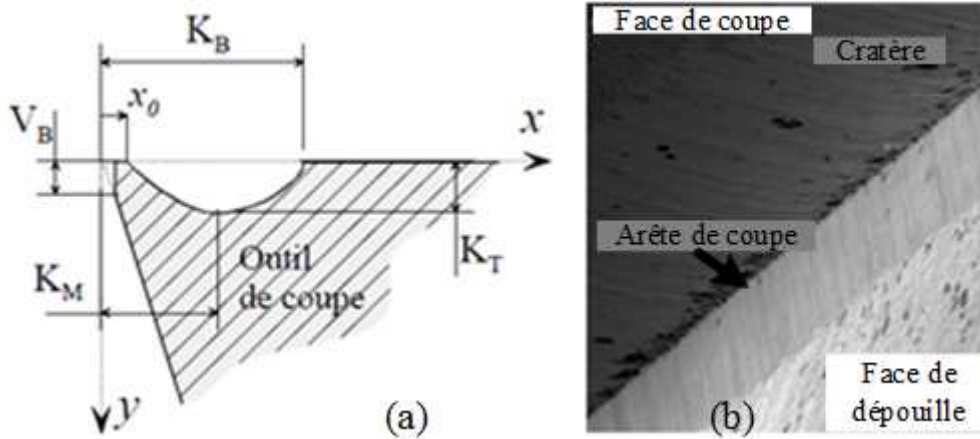 K_B
x_0
V_B
x
K_T
K_M
Outil
de coupe
y
(a)
Face de coupe
Cratère
Arête de coupe
Face de
dépouille
(b)